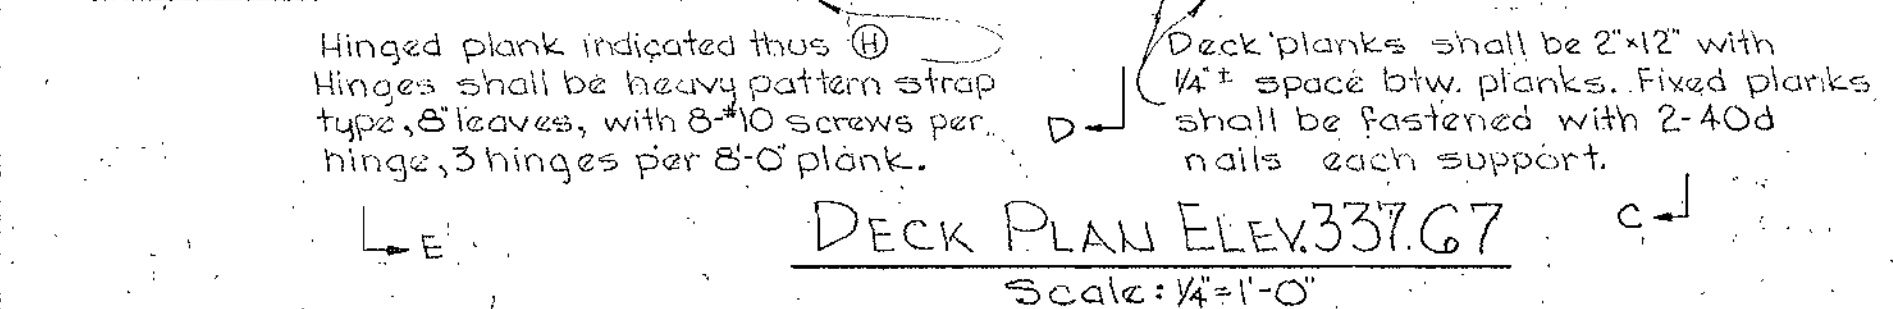 Hinged plank indicated thus Ⓗ
Hinges shall be heavy pattern strap
type, 8" leaves, with 8-#10 screws per
hinge, 3 hinges per 8'-0" plank.
Deck planks shall be 2"x12" with
1/4"± space btw. planks. Fixed planks
shall be fastened with 2-40d
nails each support.
D
E
C
DECK PLAN ELEV. 337.67
Scale: 1/4"=1'-0"